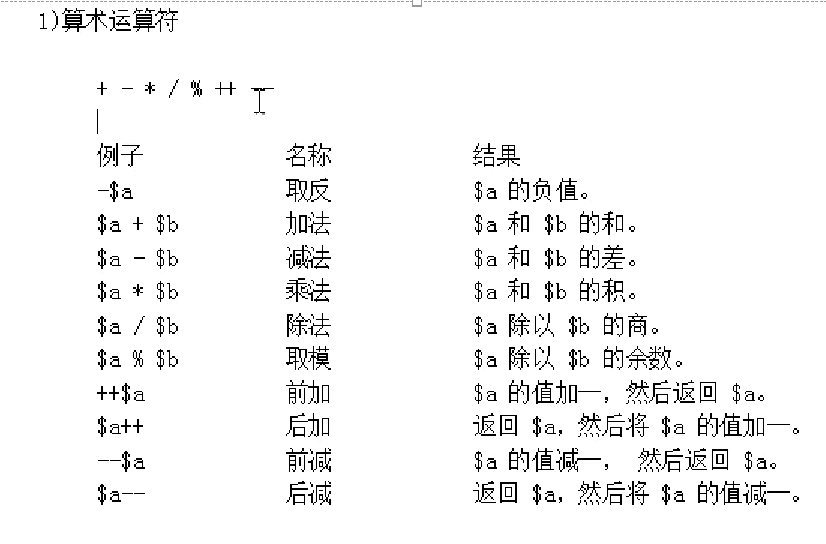 1)算术运算符
+ - * / % ++ --
例子 名称 结果
-$a 取反 $a 的负值。
$a + $b 加法 $a 和 $b 的和。
$a - $b 减法 $a 和 $b 的差。
$a * $b 乘法 $a 和 $b 的积。
$a / $b 除法 $a 除以 $b 的商。
$a % $b 取模 $a 除以 $b 的余数。
++$a 前加 $a 的值加一，然后返回 $a。
$a++ 后加 返回 $a，然后将 $a 的值加一。
--$a 前减 $a 的值减一， 然后返回 $a。
$a-- 后减 返回 $a，然后将 $a 的值减一。